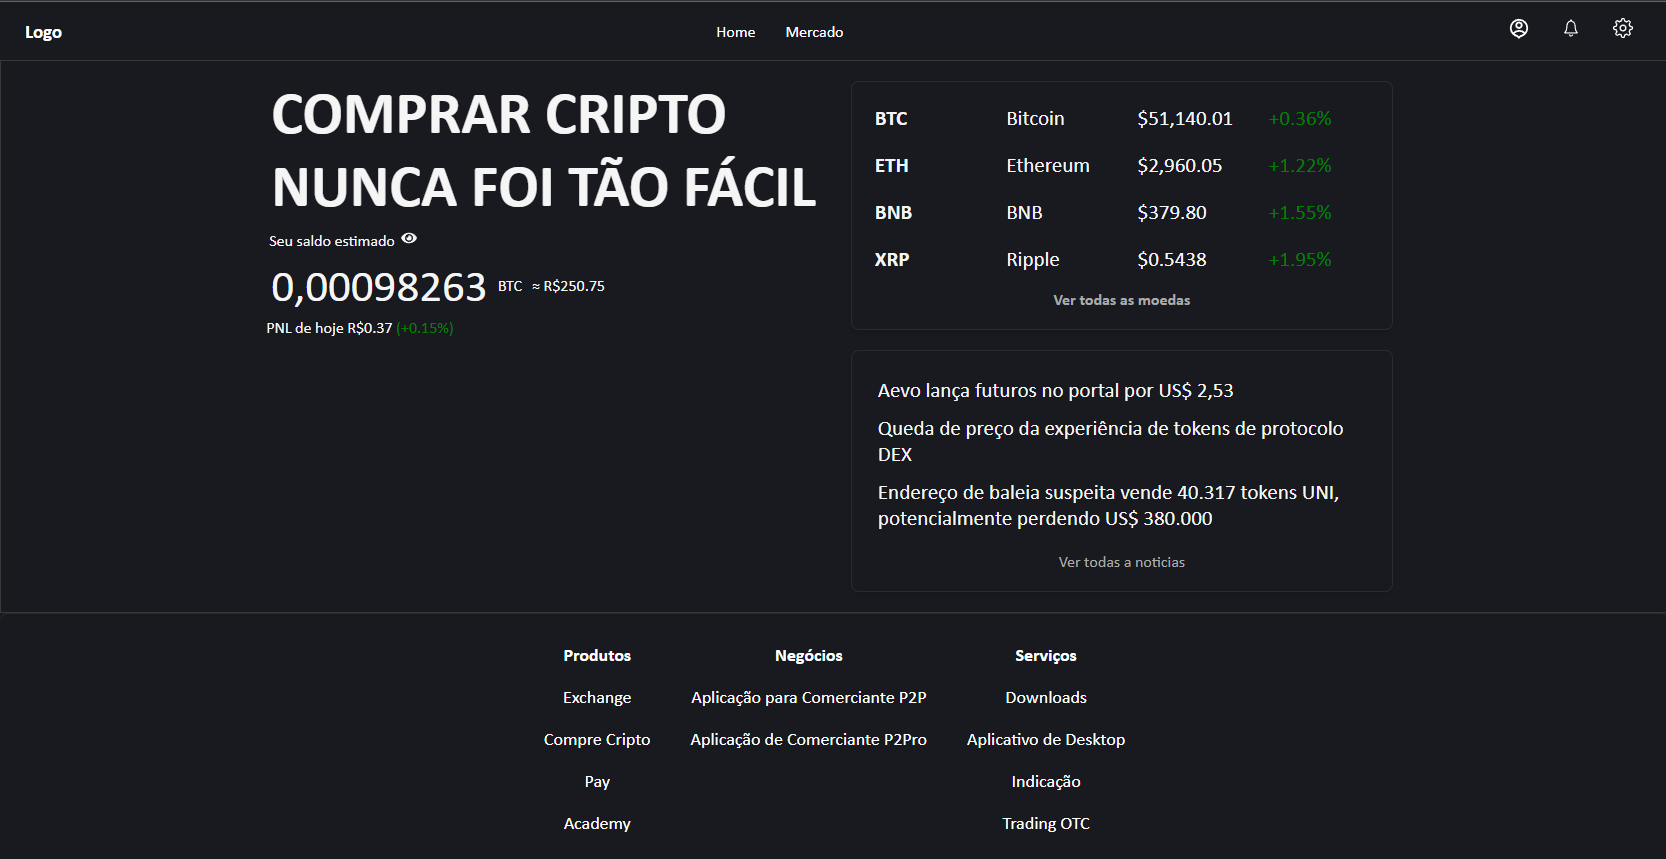 Logo
Home
Mercado
COMPRAR CRIPTO
NUNCA FOI TÃO FÁCIL
Seu saldo estimado
0,00098263 BTC ≈ R$250.75
PNL de hoje R$0.37 (+0.15%)
BTC Bitcoin $51,140.01 +0.36%
ETH Ethereum $2,960.05 +1.22%
BNB BNB $379.80 +1.55%
XRP Ripple $0.5438 +1.95%
Ver todas as moedas
Aevo lança futuros no portal por US$ 2,53
Queda de preço da experiência de tokens de protocolo
DEX
Endereço de baleia suspeita vende 40.317 tokens UNI,
potencialmente perdendo US$ 380.000
Ver todas a noticias
Produtos
Exchange
Compre Cripto
Pay
Academy
Negócios
Aplicação para Comerciante P2P
Aplicação de Comerciante P2Pro
Serviços
Downloads
Aplicativo de Desktop
Indicação
Trading OTC